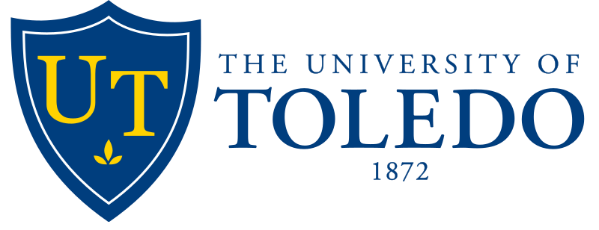 UT
THE UNIVERSITY OF
TOLEDO
1872